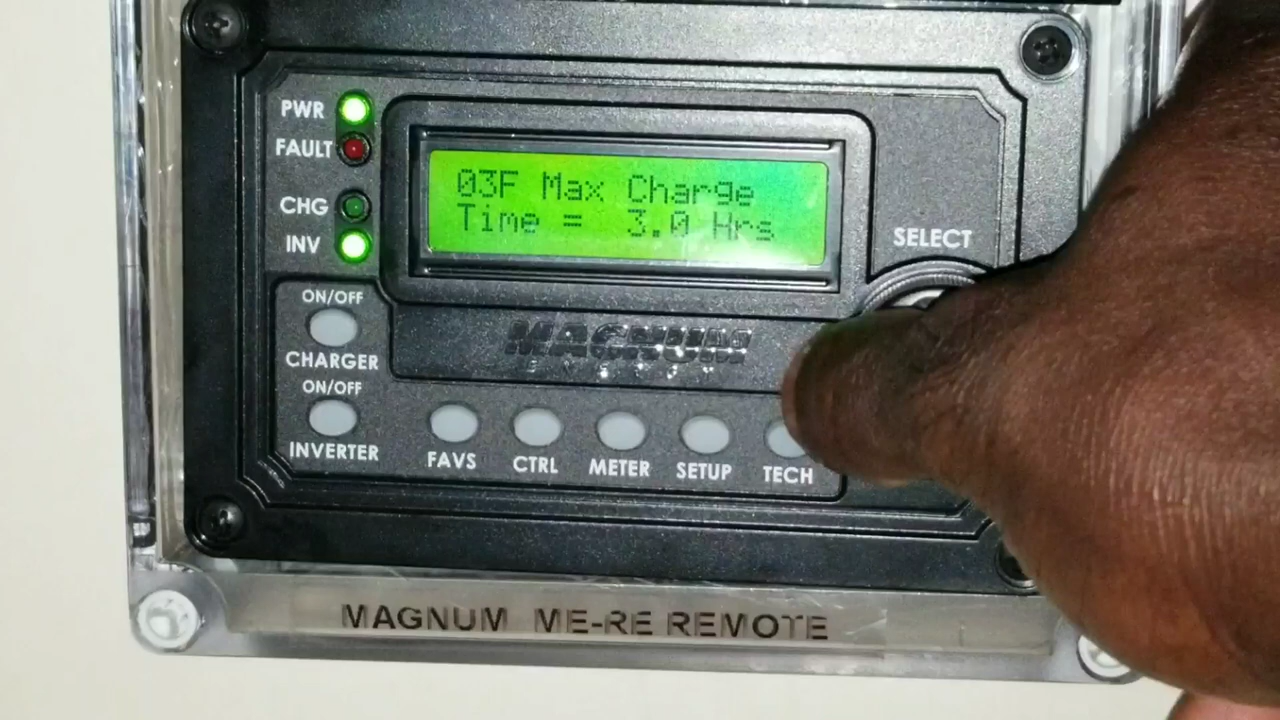 PWR
FAULT
CHG
INV
03F Max Charge
Time = 3.0 Hrs
SELECT
ON/OFF
CHARGER
ON/OFF
INVERTER
MAGNUM
FAVS
CTRL
METER
SETUP
TECH
MAGNUM ME-RE REMOTE